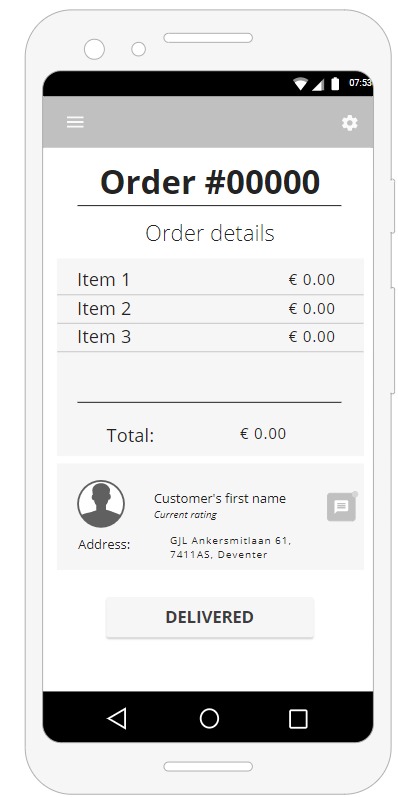 07:53
Order #00000
Order details
Item 1 € 0.00
Item 2 € 0.00
Item 3 € 0.00
Total: € 0.00
Customer's first name
Current rating
Address: GJL Ankersmitlaan 61,
7411AS, Deventer
DELIVERED